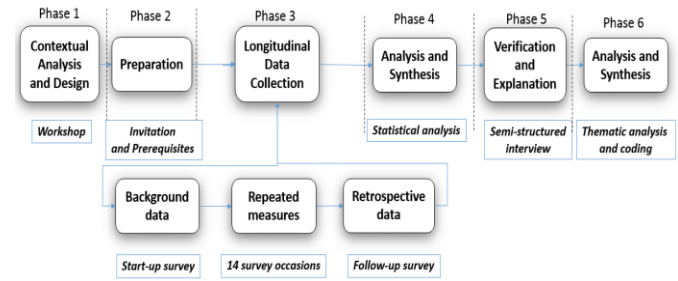 Phase 1
Phase 2
Phase 3
Phase 4
Phase 5
Phase 6
Contextual
Analysis
and Design
Preparation
Longitudinal
Data
Collection
Analysis and
Synthesis
Verification
and
Explanation
Analysis and
Synthesis
Workshop
Invitation
and Prerequisites
Statistical analysis
Semi-structured
interview
Thematic analysis
and coding
Background
data
Repeated
measures
Retrospective
data
Start-up survey
14 survey occasions
Follow-up survey